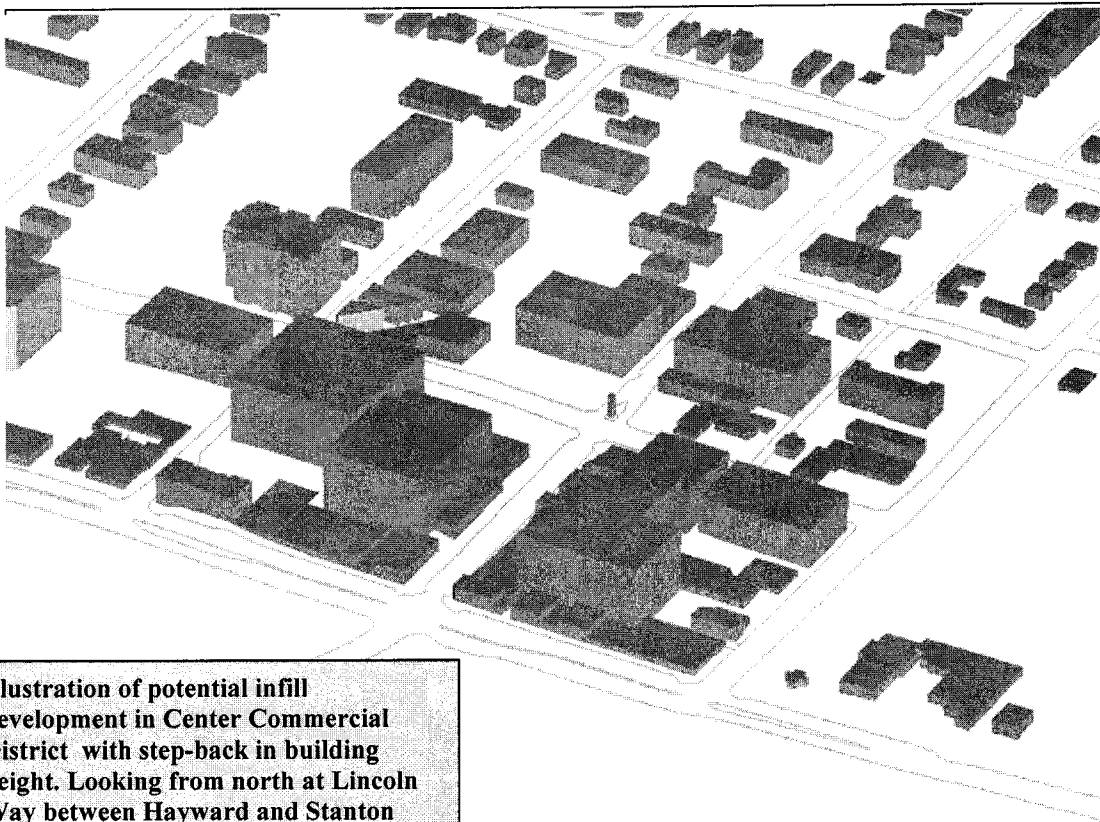 llustration of potential infill
evelopment in Center Commercial
istrict with step-back in building
eight. Looking from north at Lincoln
Vay between Hayward and Stanton